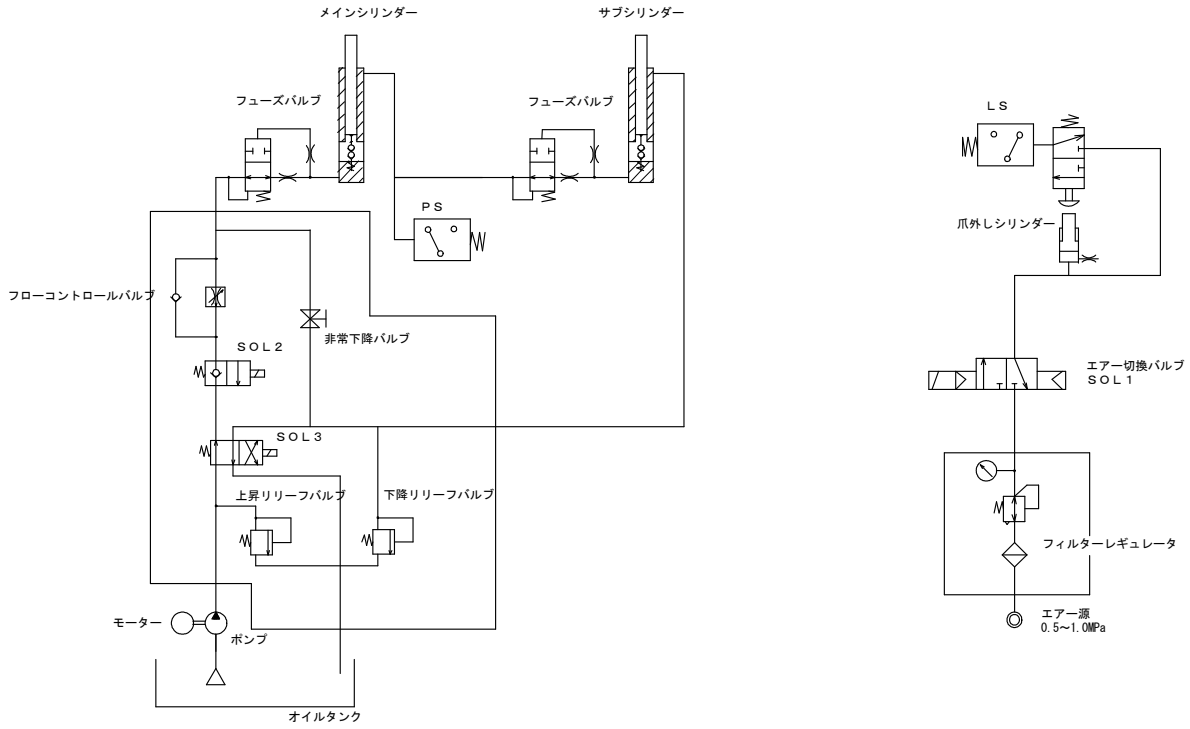 メインシリンダー
サブシリンダー
フューズバルブ
フューズバルブ
ＬＳ
ＰＳ
爪外しシリンダー
フローコントロールバルブ
非常下降バルブ
ＳＯＬ２
エアー切換バルブ
ＳＯＬ１
ＳＯＬ３
上昇リリーフバルブ
下降リリーフバルブ
フィルターレギュレータ
モーター
ポンプ
エアー源
0.5～1.0MPa
オイルタンク